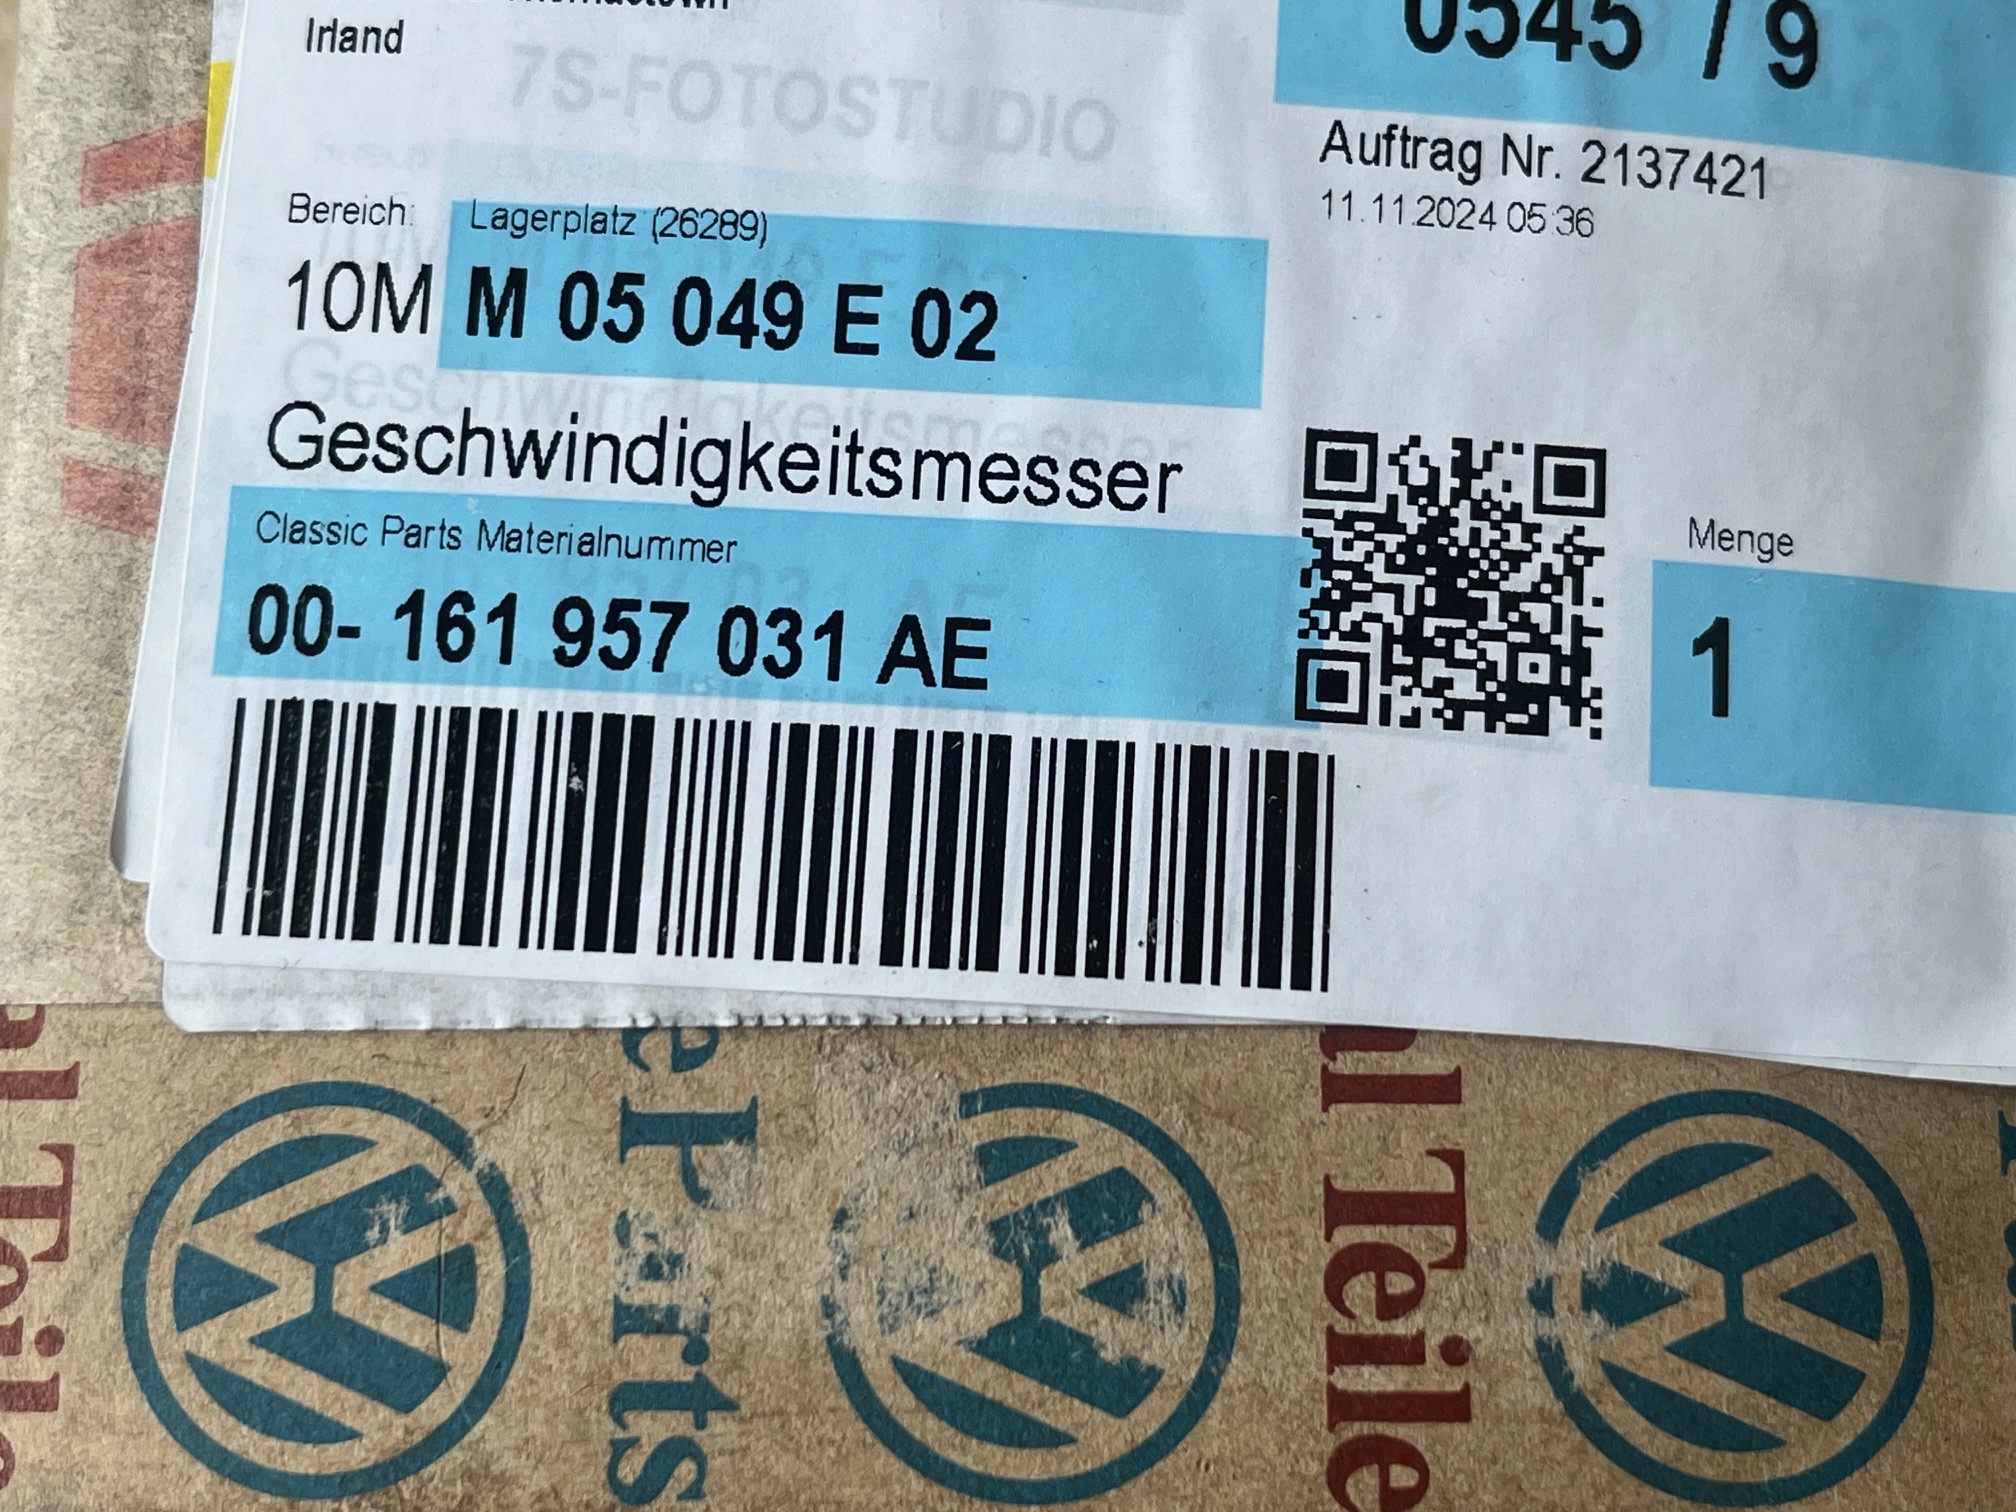 Irland
7S-FOTOSTUDIO
0545 / 9
Auftrag Nr. 2137421
11.11.2024 05:36
Bereich:
Lagerplatz (26289)
10M
M 05 049 E 02
Geschwindigkeitsmesser
Geschwindigkeitsmesser
Classic Parts Materialnummer
00- 161 957 031 AE
Menge
1
Parts
Teile